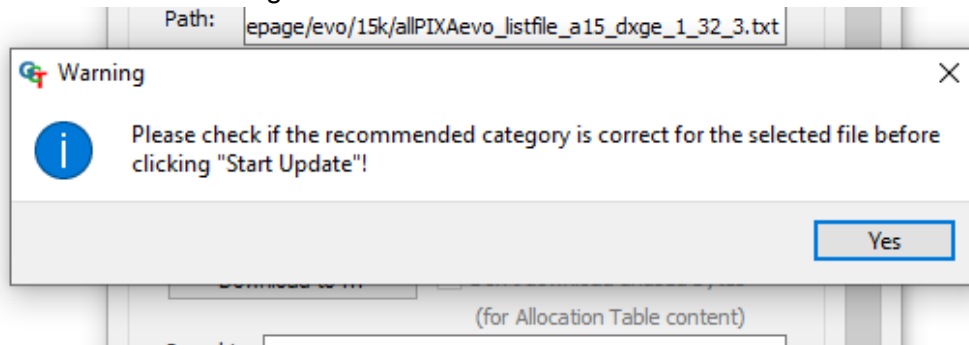 Path:
epage/evo/15k/allPIXAevo_listfile_a15_dxge_1_32_3.txt
Warning
Please check if the recommended category is correct for the selected file before
clicking "Start Update"!
Yes
(for Allocation Table content)